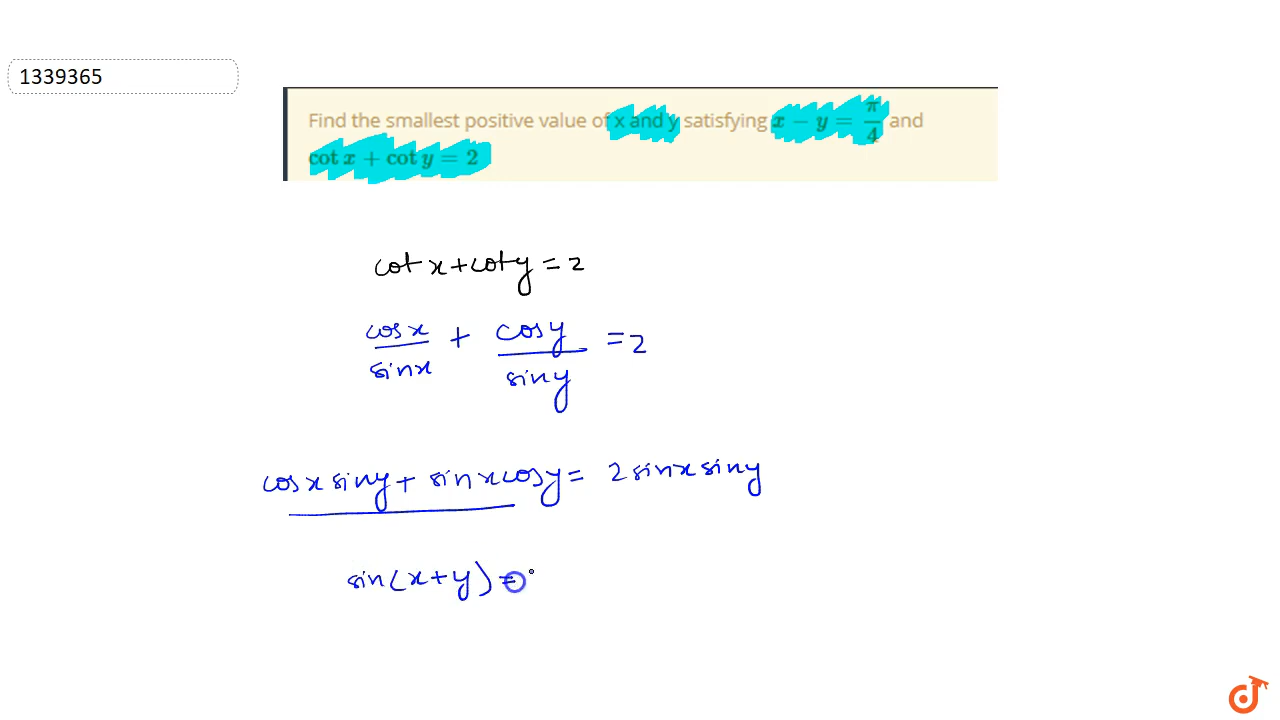 1339365
Find the smallest positive value of x and y satisfying x − y = π/4 and
cot x + cot y = 2
cot x + cot y = 2
cos x/sin x + cos y/sin y = 2
cos x sin y + sin x cos y = 2 sin x sin y
sin(x + y) =